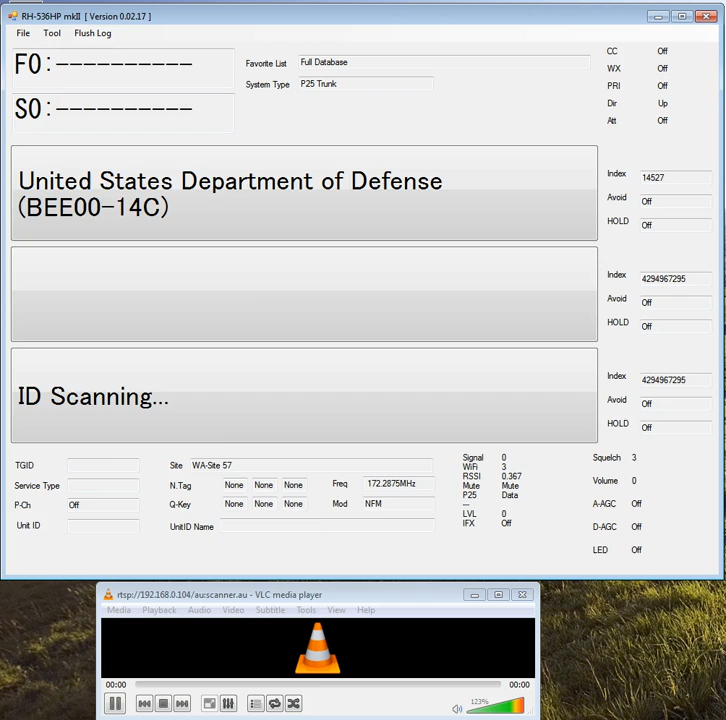 RH-536HP mkII [ Version 0.02.17 ]
File Tool Flush Log
F0:----------
S0:----------
Favorite List Full Database
System Type P25 Trunk
CC Off
WX Off
PRI Off
Dir Up
Att Off
United States Department of Defense
(BEE00-14C)
Index 14527
Avoid Off
HOLD Off
Index 4294967295
Avoid Off
HOLD Off
ID Scanning...
Index 4294967295
Avoid Off
HOLD Off
TGID
Service Type
P-Ch Off
Unit ID
Site WA-Site 57
N.Tag None None None Freq 172.2875MHz
Q-Key None None None Mod NFM
UnitID Name
Signal 0
WiFi 3
RSSI 0.367
Mute Mute
P25 Data
---
LVL 0
IFX Off
Squelch 3
Volume 0
A-AGC Off
D-AGC Off
LED Off
rtsp://192.168.0.104/au:scanner.au - VLC media player
Media Playback Audio Video Subtitle Tools View Help
00:00 00:00
123%